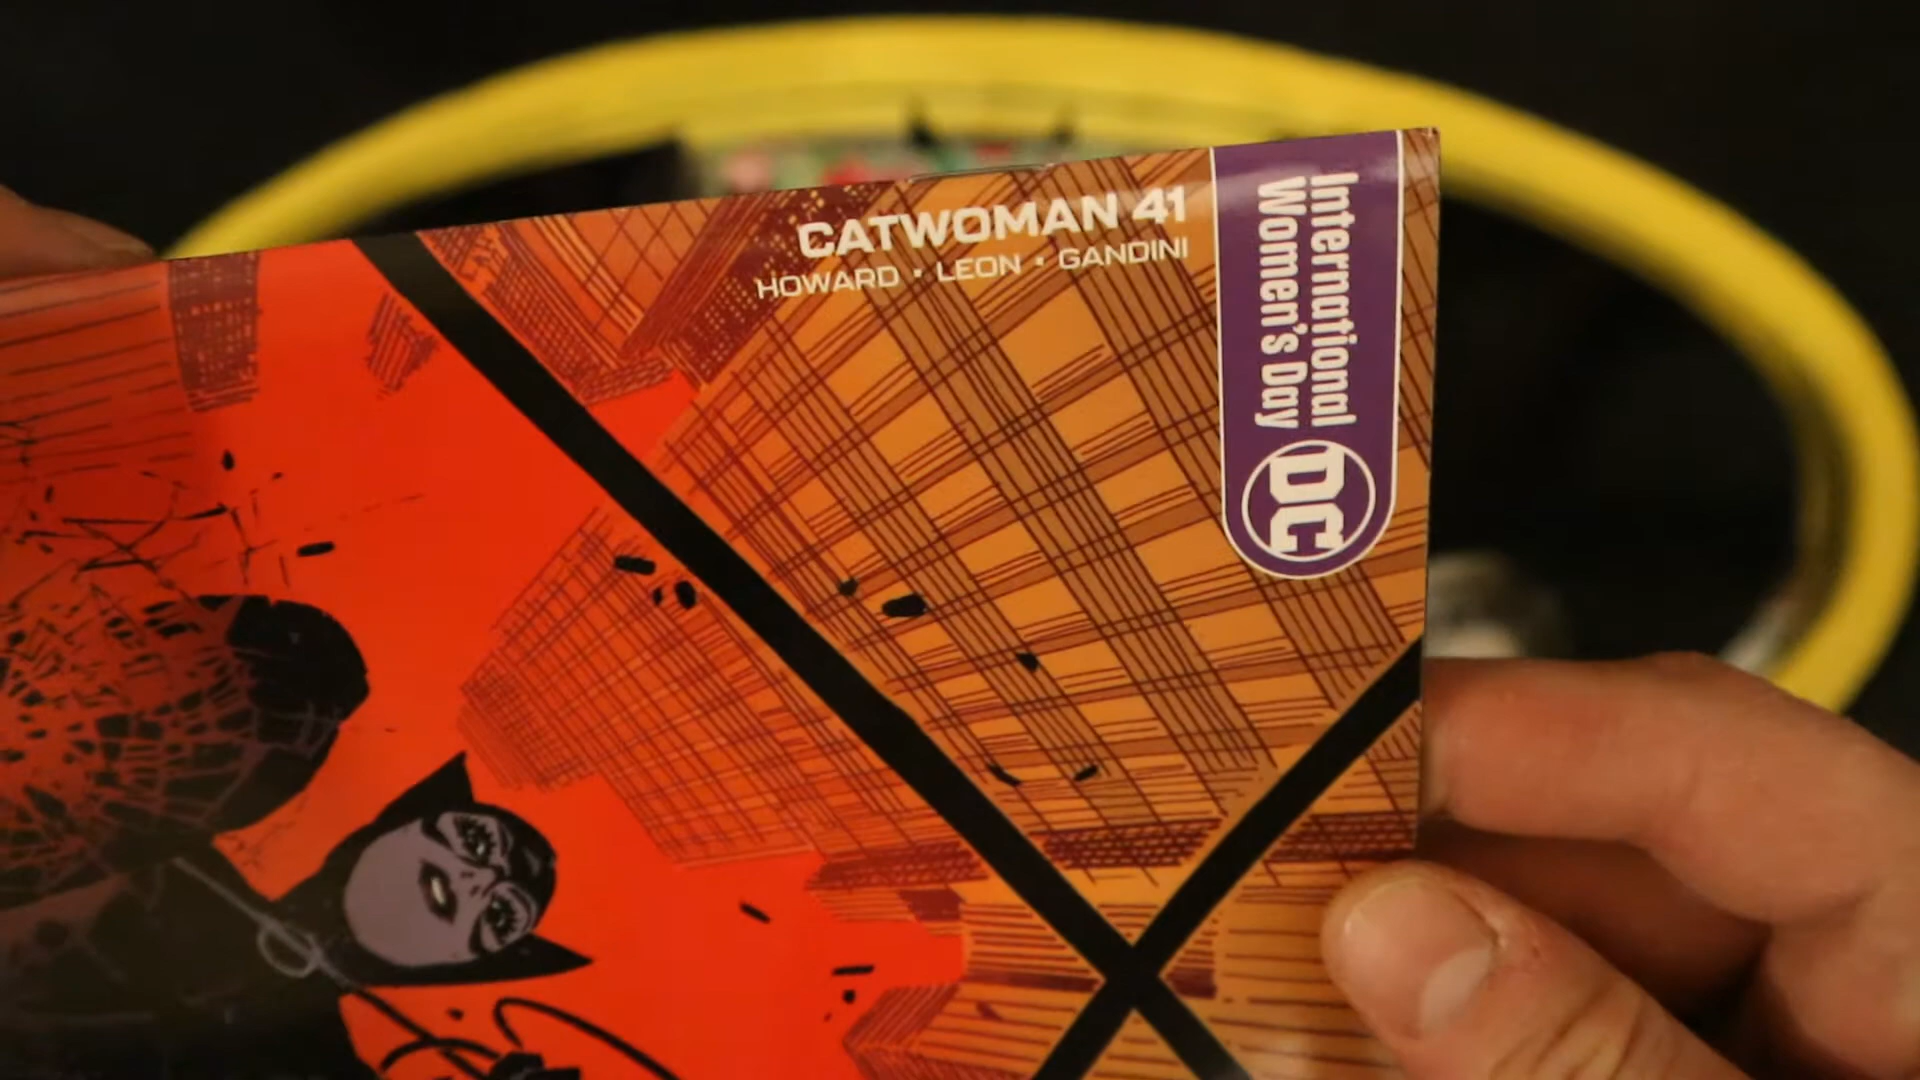 CATWOMAN 41
HOWARD • LEON • GANDINI
International
Women's Day
DC